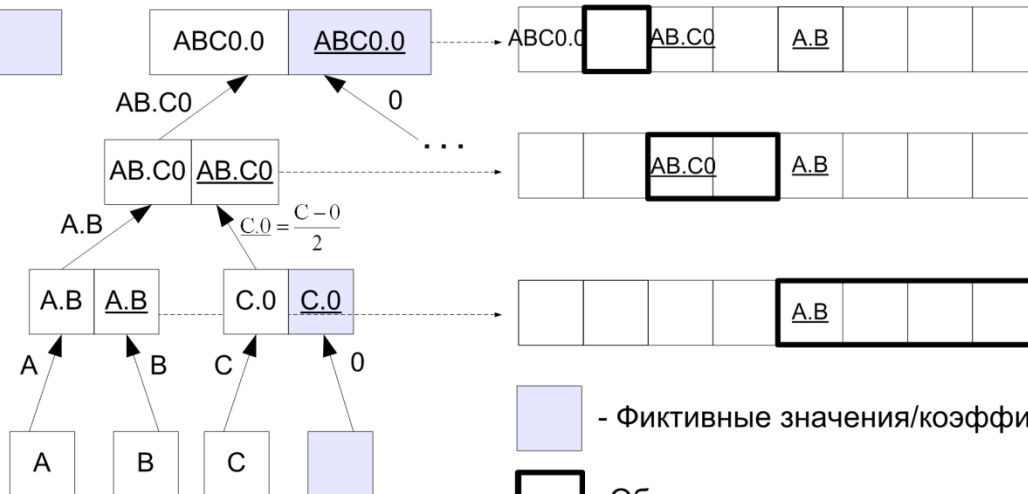 ABC0.0 ABC0.0
ABC0.0 AB.C0 A.B
AB.C0 0
. . .
AB.C0 AB.C0
AB.C0 A.B
A.B C.0 = C – 0
2
A.B A.B C.0 C.0
A.B
A B C 0
- Фиктивные значения/коэффи
A B C